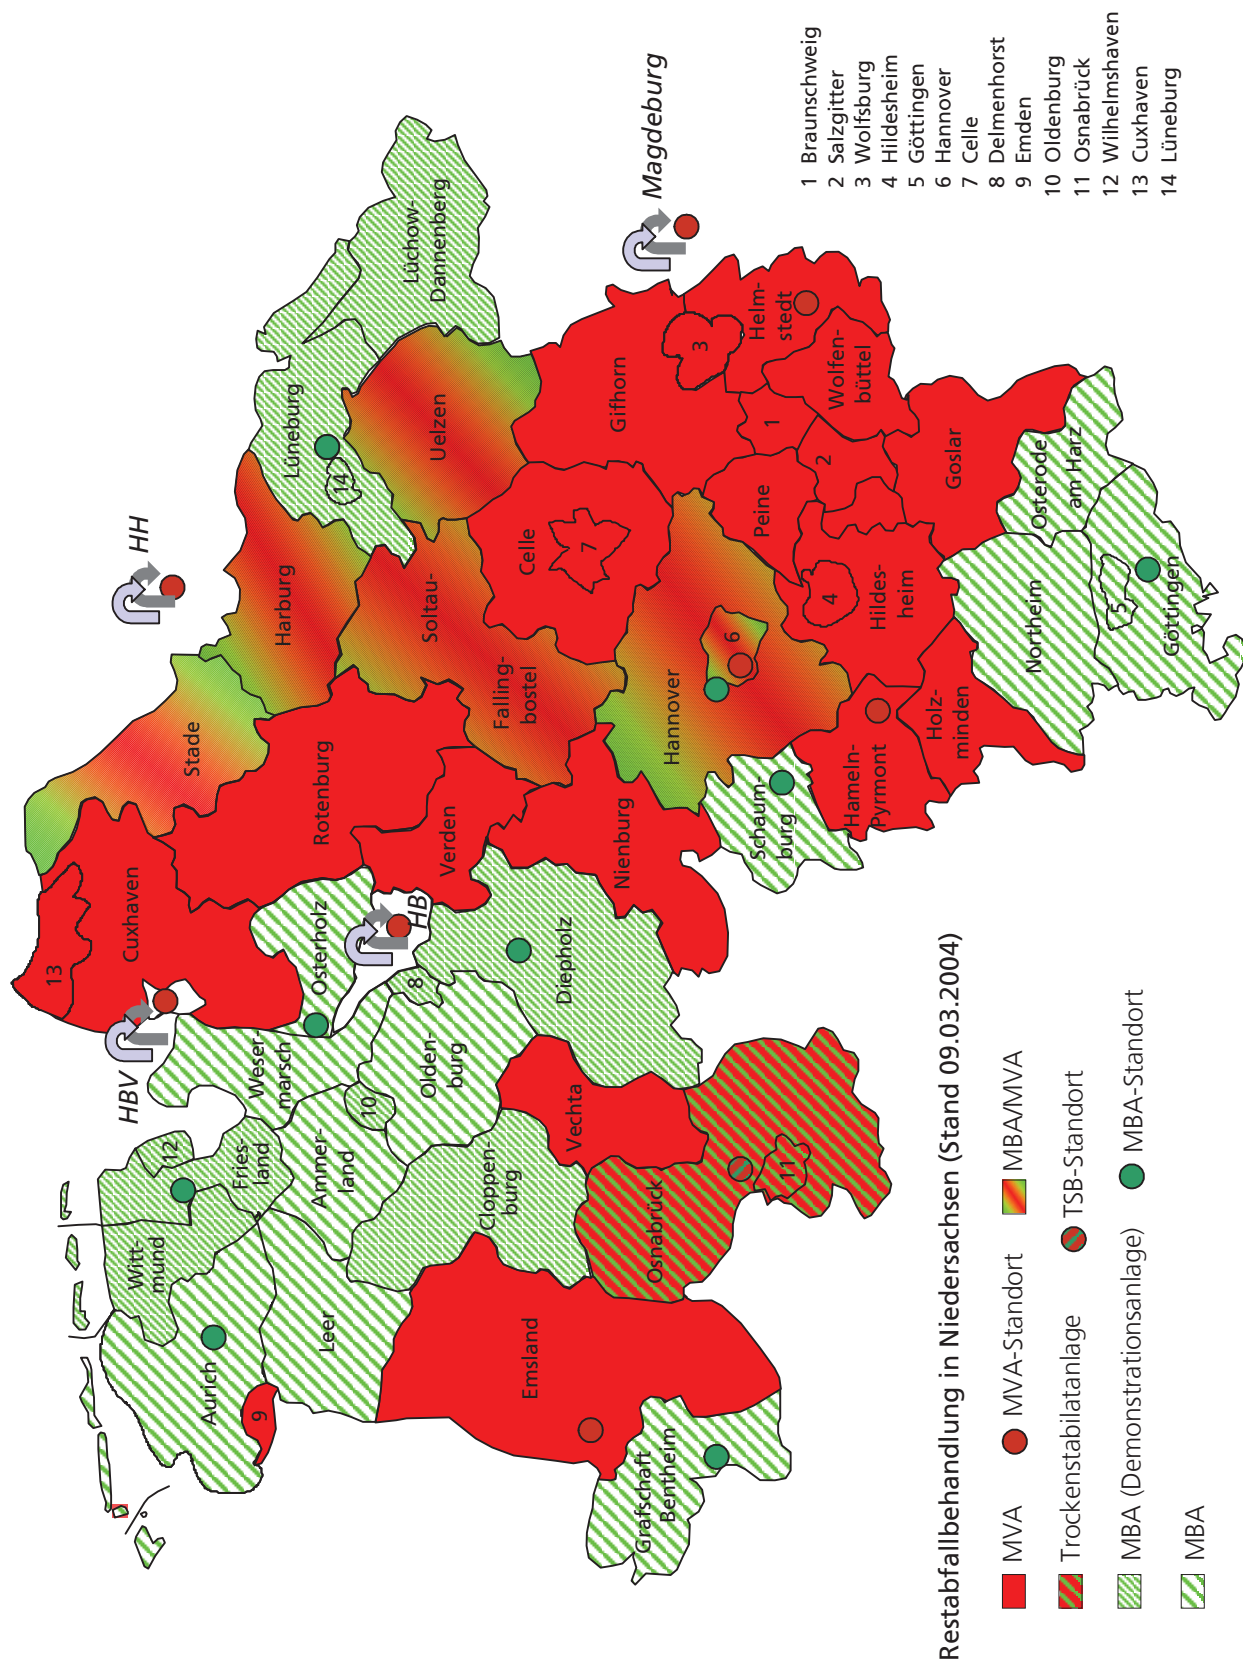 HBV
HH
Magdeburg
HB
13
Cuxhaven
Stade
Harburg
Lüneburg
14
Lüchow-
Dannenberg
Uelzen
Rotenburg
Osterholz
Verden
Soltau-
Falling-
bostel
Celle
7
Gifhorn
3
Helm-
stedt
Wolfen-
büttel
1
2
Peine
Hannover
6
4
Hildes-
heim
Goslar
Osterode
am Harz
Northeim
5
Göttingen
Holz-
minden
Hameln-
Pyrmont
Schaum-
burg
Nienburg
Diepholz
8
Weser
marsch
Olden-
burg
10
Ammer-
land
12
Fries-
land
Witt-
mund
Aurich
9
Leer
Cloppen-
burg
Vechta
Osnabrück
11
Emsland
Grafschaft
Bentheim
1 Braunschweig
2 Salzgitter
3 Wolfsburg
4 Hildesheim
5 Göttingen
6 Hannover
7 Celle
8 Delmenhorst
9 Emden
10 Oldenburg
11 Osnabrück
12 Wilhelmshaven
13 Cuxhaven
14 Lüneburg
Restabfallbehandlung in Niedersachsen (Stand 09.03.2004)
MVA MVA-Standort MBA/MVA
Trockenstabilatanlage TSB-Standort
MBA (Demonstrationsanlage) MBA-Standort
MBA